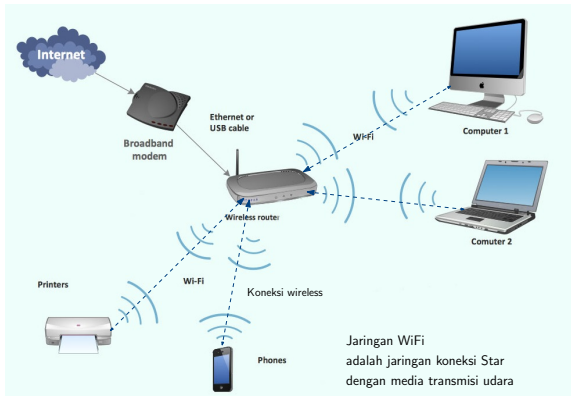 Internet
Ethernet or
USB cable
Broadband
modem
Wi-Fi
Computer 1
Wireless router
Comuter 2
Wi-Fi
Koneksi wireless
Printers
Phones
Jaringan WiFi
adalah jaringan koneksi Star
dengan media transmisi udara